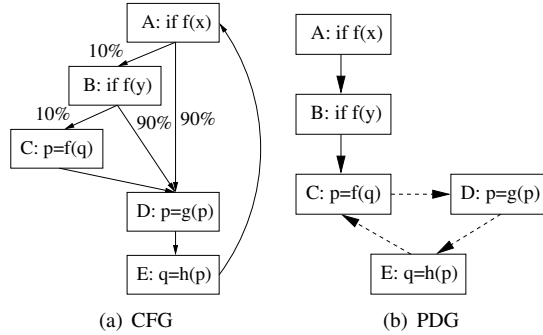 A: if f(x)
10%
B: if f(y)
10%
90%
90%
C: p=f(q)
D: p=g(p)
E: q=h(p)
(a) CFG
A: if f(x)
B: if f(y)
C: p=f(q)
D: p=g(p)
E: q=h(p)
(b) PDG